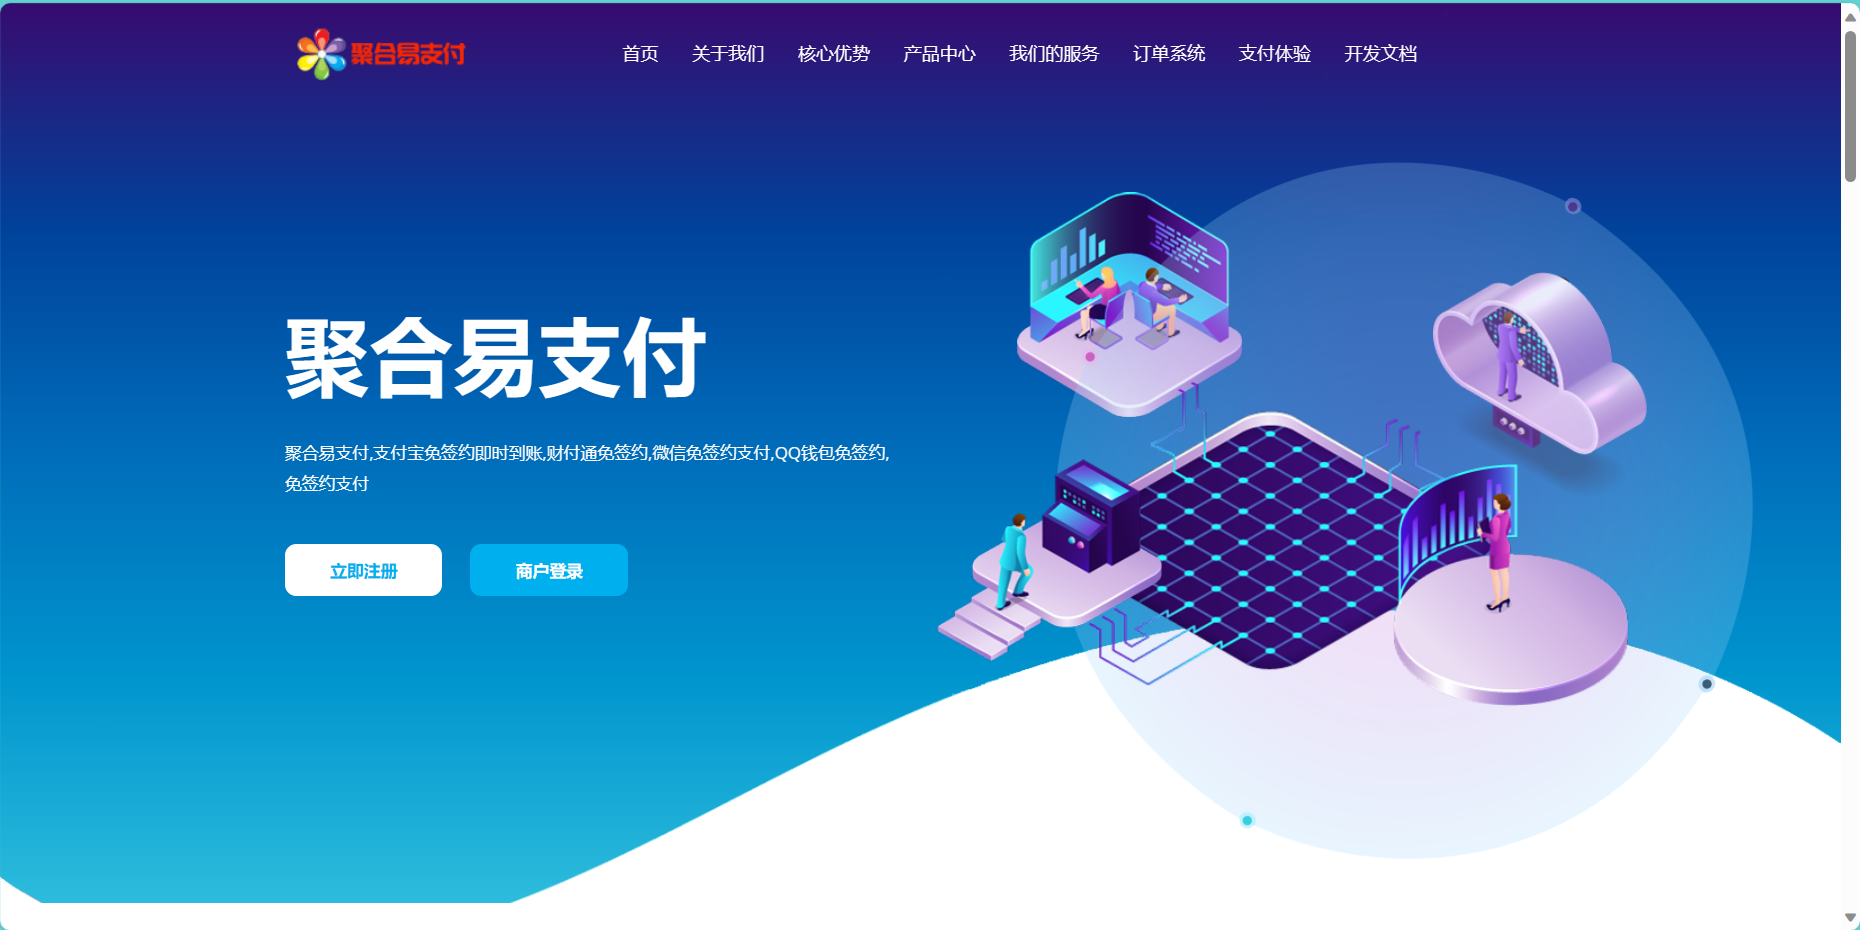 聚合易支付
首页 关于我们 核心优势 产品中心 我们的服务 订单系统 支付体验 开发文档
聚合易支付
聚合易支付,支付宝免签约即时到账,财付通免签约,微信免签约支付,QQ钱包免签约,
免签约支付
立即注册 商户登录